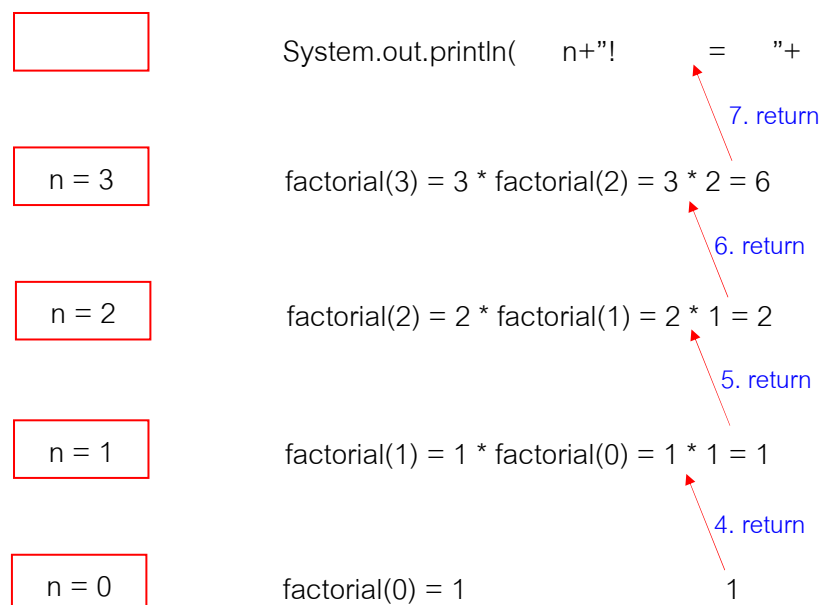 System.out.println( n+"! = "+
7. return
n = 3 factorial(3) = 3 * factorial(2) = 3 * 2 = 6
6. return
n = 2 factorial(2) = 2 * factorial(1) = 2 * 1 = 2
5. return
n = 1 factorial(1) = 1 * factorial(0) = 1 * 1 = 1
4. return
n = 0 factorial(0) = 1 1